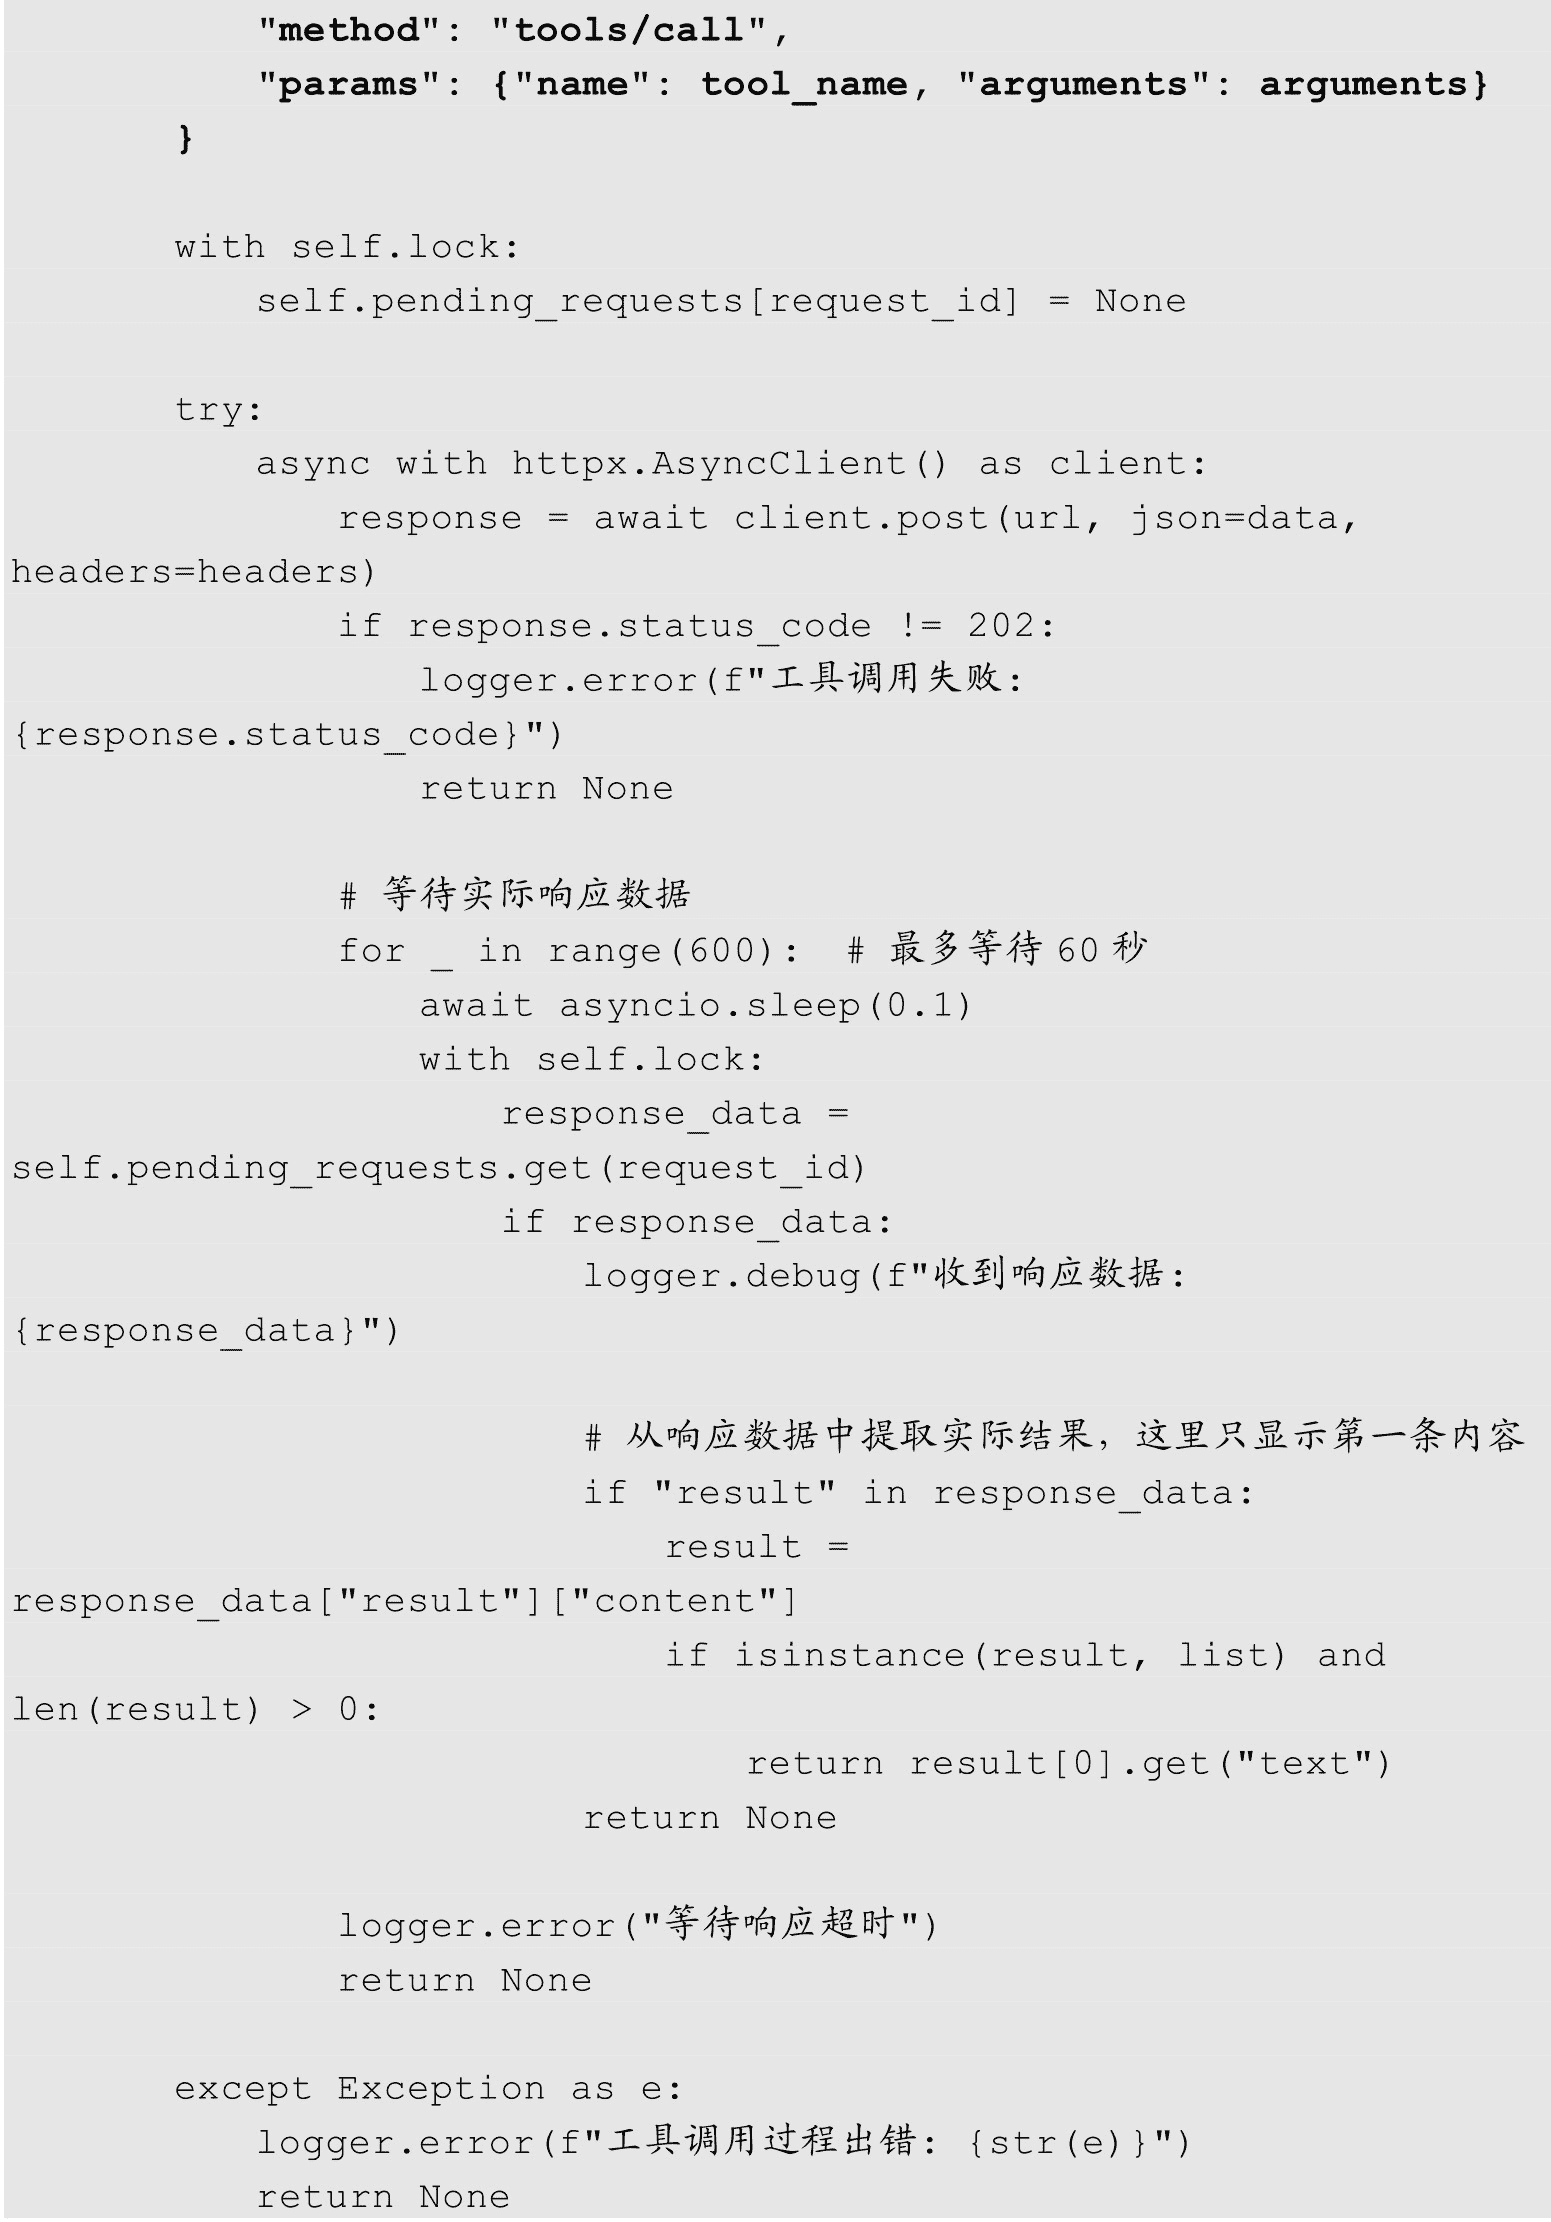 "method": "tools/call",
"params": {"name": tool_name, "arguments": arguments}
}
with self.lock:
self.pending_requests[request_id] = None
try:
async with httpx.AsyncClient() as client:
response = await client.post(url, json=data,
headers=headers)
if response.status_code != 202:
logger.error(f"工具调用失败:
{response.status_code}")
return None
# 等待实际响应数据
for _ in range(600): # 最多等待 60 秒
await asyncio.sleep(0.1)
with self.lock:
response_data =
self.pending_requests.get(request_id)
if response_data:
logger.debug(f"收到响应数据:
{response_data}")
# 从响应数据中提取实际结果，这里只显示第一条内容
if "result" in response_data:
result =
response_data["result"]["content"]
if isinstance(result, list) and
len(result) > 0:
return result[0].get("text")
return None
logger.error("等待响应超时")
return None
except Exception as e:
logger.error(f"工具调用过程出错: {str(e)}")
return None